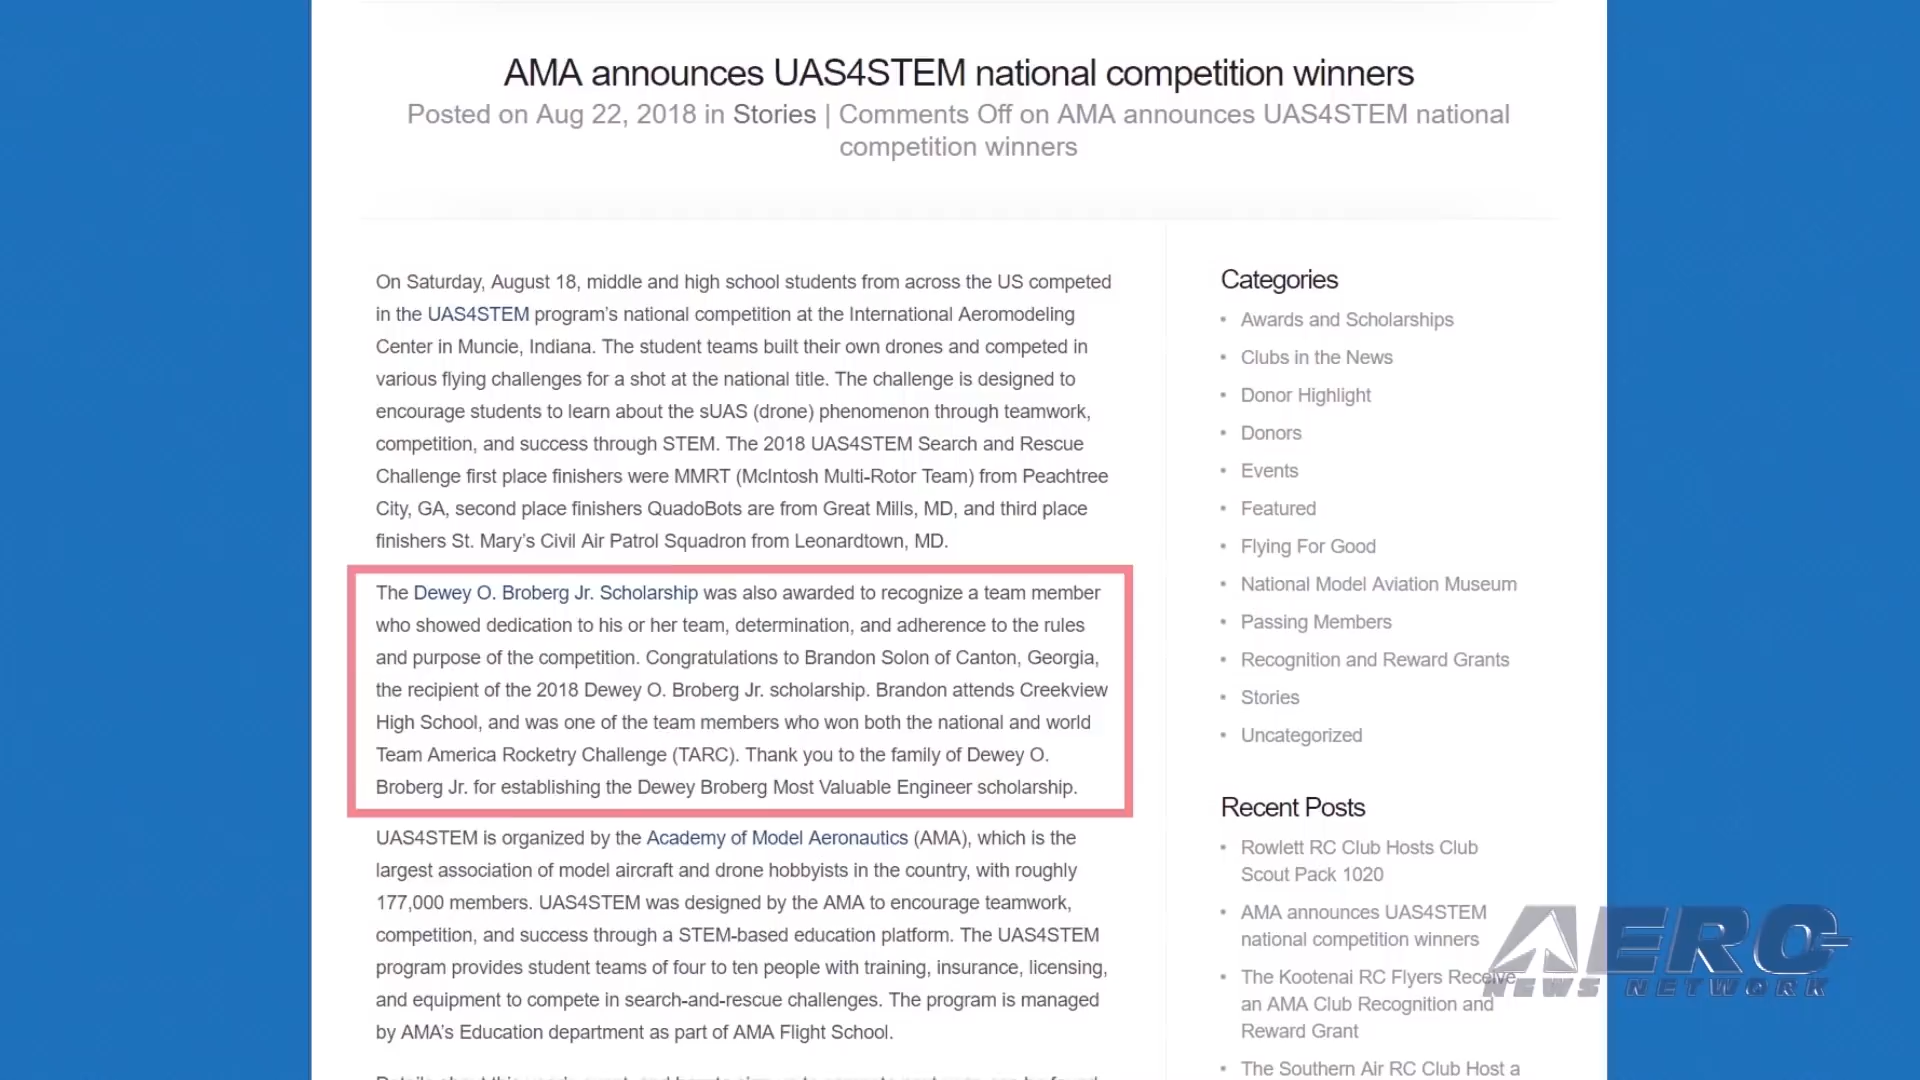 AMA announces UAS4STEM national competition winners
Posted on Aug 22, 2018 in Stories | Comments Off on AMA announces UAS4STEM national
competition winners
On Saturday, August 18, middle and high school students from across the US competed
in the UAS4STEM program’s national competition at the International Aeromodeling
Center in Muncie, Indiana. The student teams built their own drones and competed in
various flying challenges for a shot at the national title. The challenge is designed to
encourage students to learn about the sUAS (drone) phenomenon through teamwork,
competition, and success through STEM. The 2018 UAS4STEM Search and Rescue
Challenge first place finishers were MMRT (McIntosh Multi-Rotor Team) from Peachtree
City, GA, second place finishers QuadoBots are from Great Mills, MD, and third place
finishers St. Mary’s Civil Air Patrol Squadron from Leonardtown, MD.
The Dewey O. Broberg Jr. Scholarship was also awarded to recognize a team member
who showed dedication to his or her team, determination, and adherence to the rules
and purpose of the competition. Congratulations to Brandon Solon of Canton, Georgia,
the recipient of the 2018 Dewey O. Broberg Jr. scholarship. Brandon attends Creekview
High School, and was one of the team members who won both the national and world
Team America Rocketry Challenge (TARC). Thank you to the family of Dewey O.
Broberg Jr. for establishing the Dewey Broberg Most Valuable Engineer scholarship.
UAS4STEM is organized by the Academy of Model Aeronautics (AMA), which is the
largest association of model aircraft and drone hobbyists in the country, with roughly
177,000 members. UAS4STEM was designed by the AMA to encourage teamwork,
competition, and success through a STEM-based education platform. The UAS4STEM
program provides student teams of four to ten people with training, insurance, licensing,
and equipment to compete in search-and-rescue challenges. The program is managed
by AMA’s Education department as part of AMA Flight School.
Categories
Awards and Scholarships
Clubs in the News
Donor Highlight
Donors
Events
Featured
Flying For Good
National Model Aviation Museum
Passing Members
Recognition and Reward Grants
Stories
Uncategorized
Recent Posts
Rowlett RC Club Hosts Club
Scout Pack 1020
AMA announces UAS4STEM
national competition winners
The Kootenai RC Flyers Receive
an AMA Club Recognition and
Reward Grant
The Southern Air RC Club Host a
AERO
NEWS NETWORK